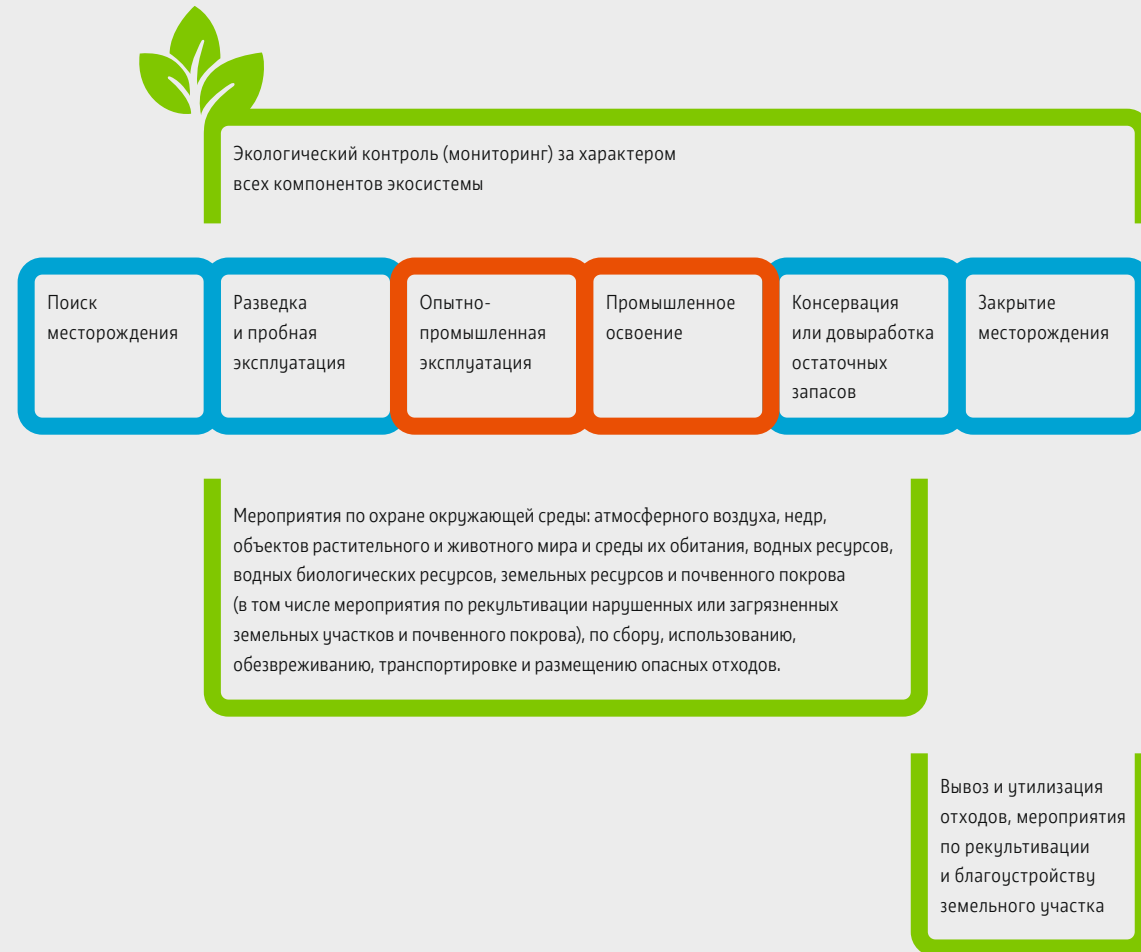 Экологический контроль (мониторинг) за характером
всех компонентов экосистемы
Поиск
месторождения
Разведка
и пробная
эксплуатация
Опытно-
промышленная
эксплуатация
Промышленное
освоение
Консервация
или довыработка
остаточных
запасов
Закрытие
месторождения
Мероприятия по охране окружающей среды: атмосферного воздуха, недр,
объектов растительного и животного мира и среды их обитания, водных ресурсов,
водных биологических ресурсов, земельных ресурсов и почвенного покрова
(в том числе мероприятия по рекультивации нарушенных или загрязненных
земельных участков и почвенного покрова), по сбору, использованию,
обезвреживанию, транспортировке и размещению опасных отходов.
Вывоз и утилизация
отходов, мероприятия
по рекультивации
и благоустройству
земельного участка